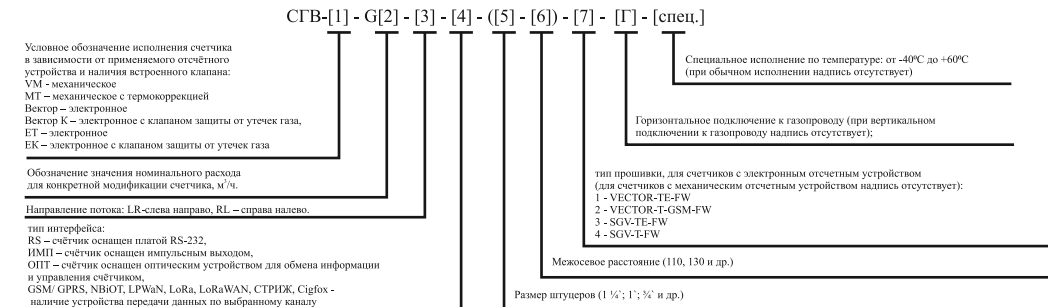 СГВ-[1] - G[2] - [3] - [4] - ([5] - [6]) - [7] - [Г] - [спец.]
Условное обозначение исполнения счетчика
в зависимости от применяемого отсчётного
устройства и наличия встроенного клапана:
VM - механическое
МТ – механическое с термокоррекцией
Вектор – электронное
Вектор К – электронное с клапаном защиты от утечек газа,
ЕТ – электронное
ЕК – электронное с клапаном защиты от утечек газа
Обозначение значения номинального расхода
для конкретной модификации счетчика, м³/ч.
Направление потока: LR-слева направо, RL – справа налево.
тип интерфейса:
RS – счётчик оснащен платой RS-232,
ИМП – счётчик оснащен импульсным выходом,
ОПТ – счётчик оснащен оптическим устройством для обмена информации
и управления счётчиком,
GSM/ GPRS, NBiOT, LPWaN, LoRa, LoRaWAN, СТРИЖ, Cigfox -
наличие устройства передачи данных по выбранному каналу
Специальное исполнение по температуре: от -40ºС до +60ºС
(при обычном исполнении надпись отсутствует)
Горизонтальное подключение к газопроводу (при вертикальном
подключении к газопроводу надпись отсутствует);
тип прошивки, для счетчиков с электронным отсчетным устройством
(для счетчиков с механическим отсчетным устройством надпись отсутствует):
1 - VECTOR-TE-FW
2 - VECTOR-T-GSM-FW
3 - SGV-TE-FW
4 - SGV-T-FW
Межосевое расстояние (110, 130 и др.)
Размер штуцеров (1 ¼`; 1`; ¾` и др.)